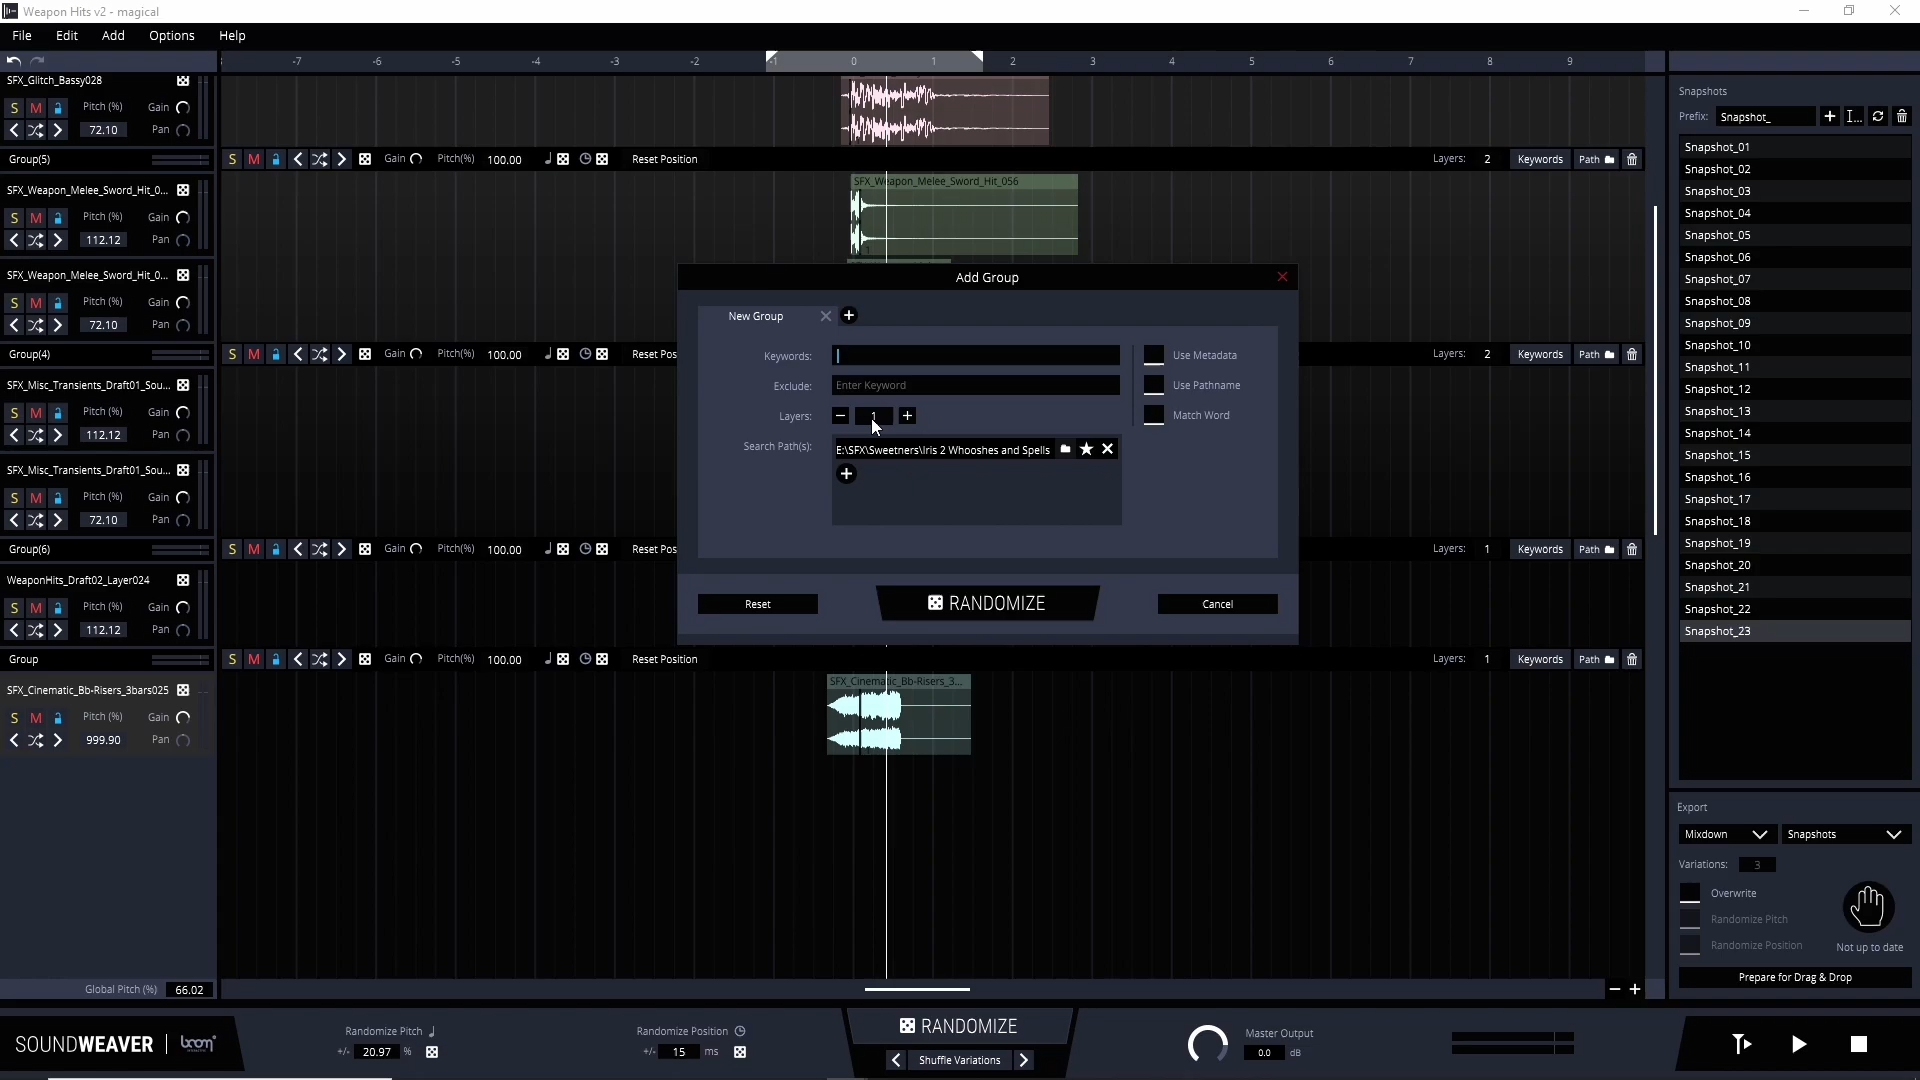 Weapon Hits v2 - magical
File Edit Add Options Help
-7 -6 -5 -4 -3 -2 -1 0 1 2 3 4 5 6 7 8 9
SFX_Glitch_Bassy028
S M Pitch (%) Gain
72.10 Pan
Group(5)
S M Gain Pitch(%) 100.00 Reset Position Layers: 2 Keywords Path
SFX_Weapon_Melee_Sword_Hit_0...
S M Pitch (%) Gain
112.12 Pan
SFX_Weapon_Melee_Sword_Hit_056
SFX_Weapon_Melee_Sword_Hit_0...
S M Pitch (%) Gain
72.10 Pan
Group(4)
S M Gain Pitch(%) 100.00 Reset Pos Layers: 2 Keywords Path
SFX_Misc_Transients_Draft01_Sou...
S M Pitch (%) Gain
112.12 Pan
SFX_Misc_Transients_Draft01_Sou...
S M Pitch (%) Gain
72.10 Pan
Group(6)
S M Gain Pitch(%) 100.00 Reset Pos Layers: 1 Keywords Path
WeaponHits_Draft02_Layer024
S M Pitch (%) Gain
112.12 Pan
Group
S M Gain Pitch(%) 100.00 Reset Position Layers: 1 Keywords Path
SFX_Cinematic_Bb-Risers_3bars025
S M Pitch (%) Gain
999.90 Pan
SFX_Cinematic_Bb-Risers_3...
Add Group
New Group
Keywords:
Use Metadata
Exclude: Enter Keyword
Use Pathname
Layers: 1
Match Word
Search Path(s): E:\SFX\Sweetners\Iris 2 Whooshes and Spells
Reset RANDOMIZE Cancel
Snapshots
Prefix: Snapshot_ I...
Snapshot_01
Snapshot_02
Snapshot_03
Snapshot_04
Snapshot_05
Snapshot_06
Snapshot_07
Snapshot_08
Snapshot_09
Snapshot_10
Snapshot_11
Snapshot_12
Snapshot_13
Snapshot_14
Snapshot_15
Snapshot_16
Snapshot_17
Snapshot_18
Snapshot_19
Snapshot_20
Snapshot_21
Snapshot_22
Snapshot_23
Export
Mixdown Snapshots
Variations: 3
Overwrite
Randomize Pitch
Randomize Position
Not up to date
Prepare for Drag & Drop
Global Pitch (%) 66.02
SOUNDWEAVER | boom
Randomize Pitch
+/- 20.97 %
Randomize Position
+/- 15 ms
RANDOMIZE
Shuffle Variations
Master Output
0.0 dB